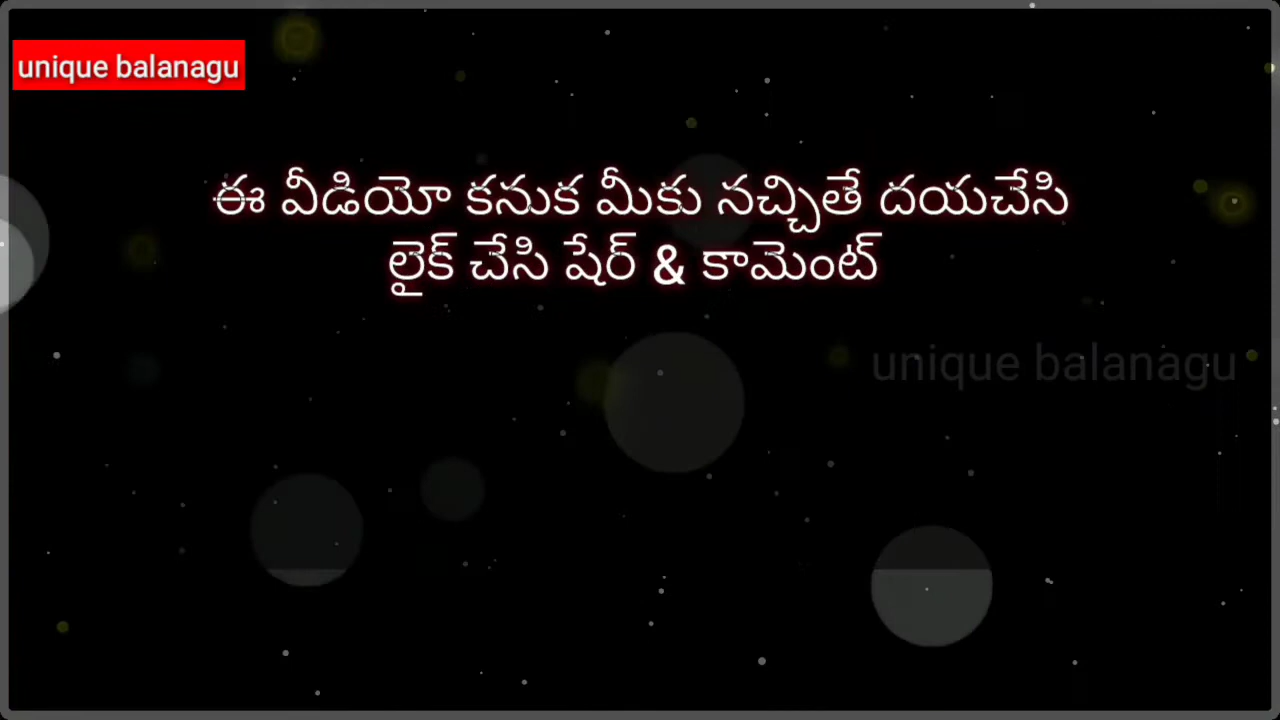 unique balanagu
ఈ వీడియో కనుక మీకు నచ్చితే దయచేసి
లైక్ చేసి షేర్ & కామెంట్
unique balanagu